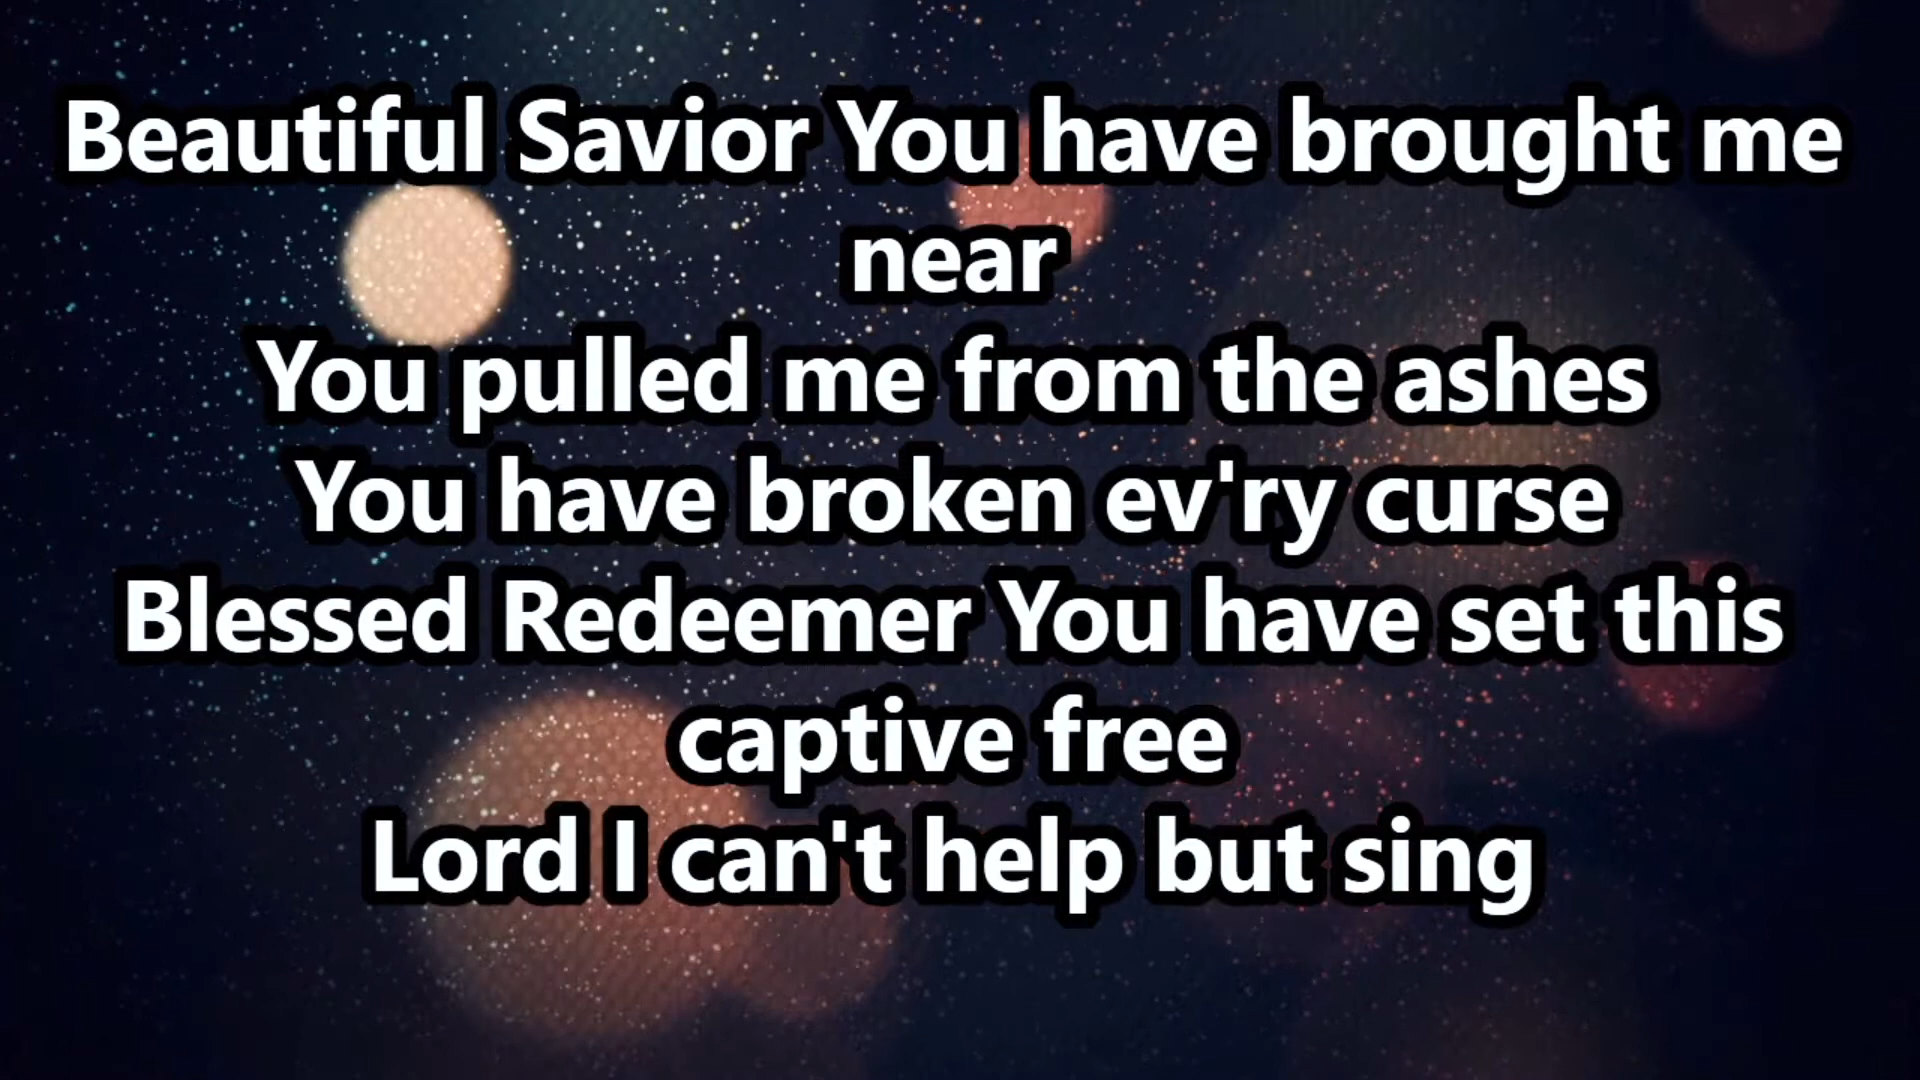 Beautiful Savior You have brought me
near
You pulled me from the ashes
You have broken ev'ry curse
Blessed Redeemer You have set this
captive free
Lord I can't help but sing